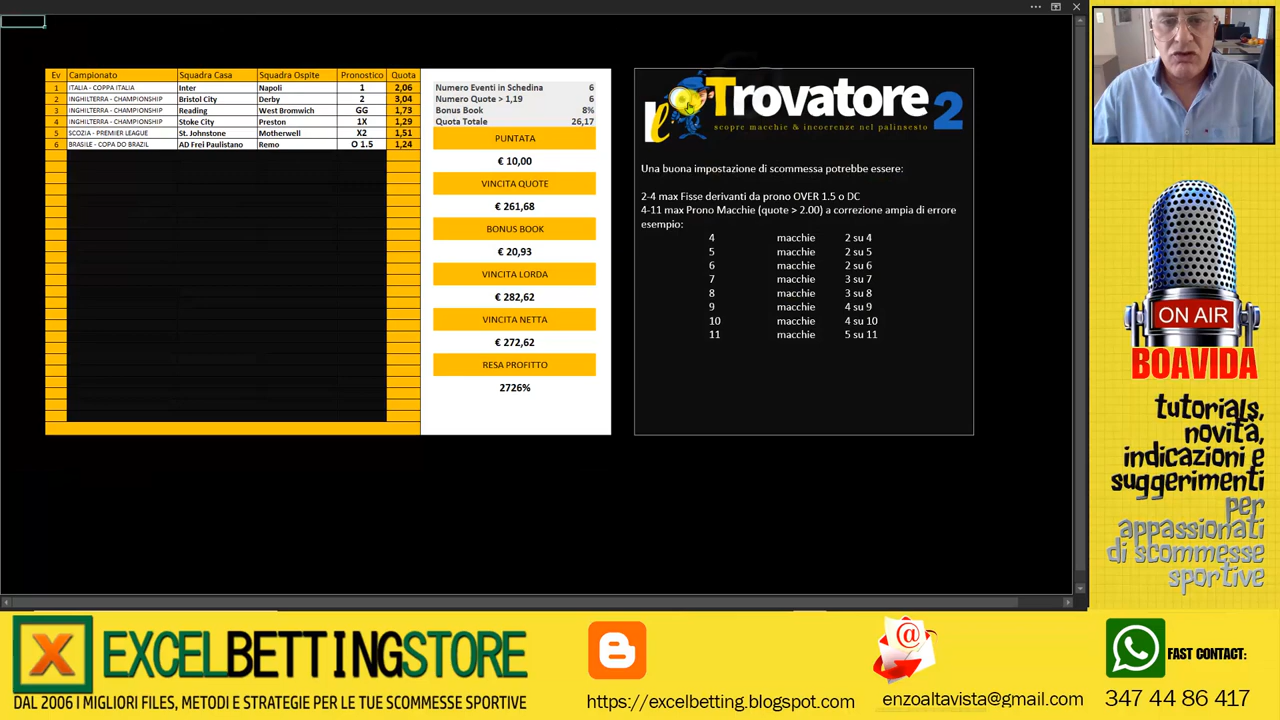 Ev Campionato Squadra Casa Squadra Ospite Pronostico Quota
1 ITALIA - COPPA ITALIA Inter Napoli 1 2,06
2 INGHILTERRA - CHAMPIONSHIP Bristol City Derby 2 3,04
3 INGHILTERRA - CHAMPIONSHIP Reading West Bromwich GG 1,73
4 INGHILTERRA - CHAMPIONSHIP Stoke City Preston 1X 1,29
5 SCOZIA - PREMIER LEAGUE St. Johnstone Motherwell X2 1,51
6 BRASILE - COPA DO BRAZIL AD Frei Paulistano Remo O 1.5 1,24
Numero Eventi in Schedina 6
Numero Quote > 1,19 6
Bonus Book 8%
Quota Totale 26,17
PUNTATA
€ 10,00
VINCITA QUOTE
€ 261,68
BONUS BOOK
€ 20,93
VINCITA LORDA
€ 282,62
VINCITA NETTA
€ 272,62
RESA PROFITTO
2726%
il Trovatore 2
scopre macchie & incoerenze nel palinsesto
Una buona impostazione di scommessa potrebbe essere:
2-4 max Fisse derivanti da prono OVER 1.5 o DC
4-11 max Prono Macchie (quote > 2.00) a correzione ampia di errore
esempio:
4 macchie 2 su 4
5 macchie 2 su 5
6 macchie 2 su 6
7 macchie 3 su 7
8 macchie 3 su 8
9 macchie 4 su 9
10 macchie 4 su 10
11 macchie 5 su 11
ON AIR
BOAVIDA
tutorials,
novità,
indicazioni e
suggerimenti
per
appassionati
di scommesse
sportive
X EXCELBETTINGSTORE
DAL 2006 I MIGLIORI FILES, METODI E STRATEGIE PER LE TUE SCOMMESSE SPORTIVE
https://excelbetting.blogspot.com
@
enzoaltavista@gmail.com
FAST CONTACT:
347 44 86 417